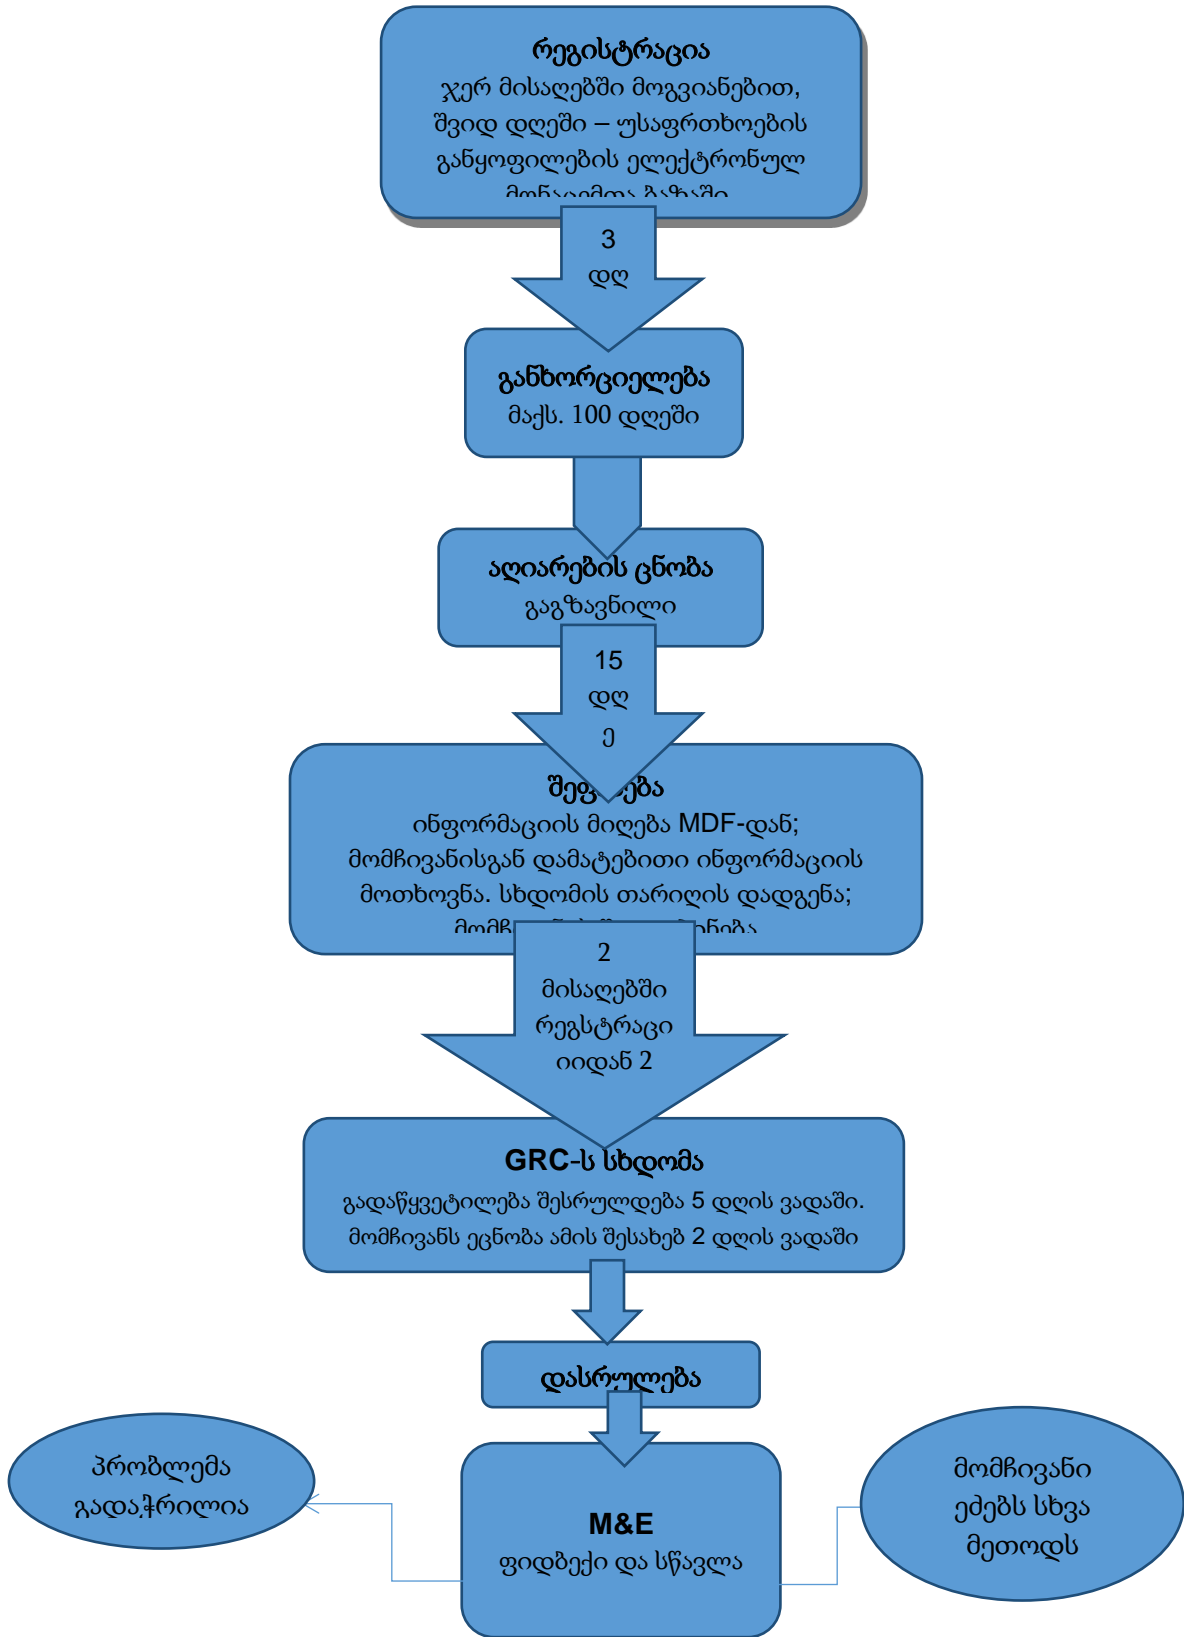 რეგისტრაცია
ჯერ მისაღებში მოგვიანებით,
შვიდ დღეში – უსაფრთხოების
განყოფილების ელექტრონულ
მონაცემთა ბაზაში
3
დღ
განხორციელება
მაქს. 100 დღეში
აღიარების ცნობა
გაგზავნილი
15
დღ
ე
შეფასება
ინფორმაციის მიღება MDF-დან;
მომჩივანისგან დამატებითი ინფორმაციის
მოთხოვნა. სხდომის თარიღის დადგენა;
2
მისაღებში
რეგსტრაცი
იიდან 2
GRC-ს სხდომა
გადაწყვეტილება შესრულდება 5 დღის ვადაში.
მომჩივანს ეცნობა ამის შესახებ 2 დღის ვადაში
დასრულება
პრობლემა
გადაჭრილია
M&E
ფიდბექი და სწავლა
მომჩივანი
ეძებს სხვა
მეთოდს